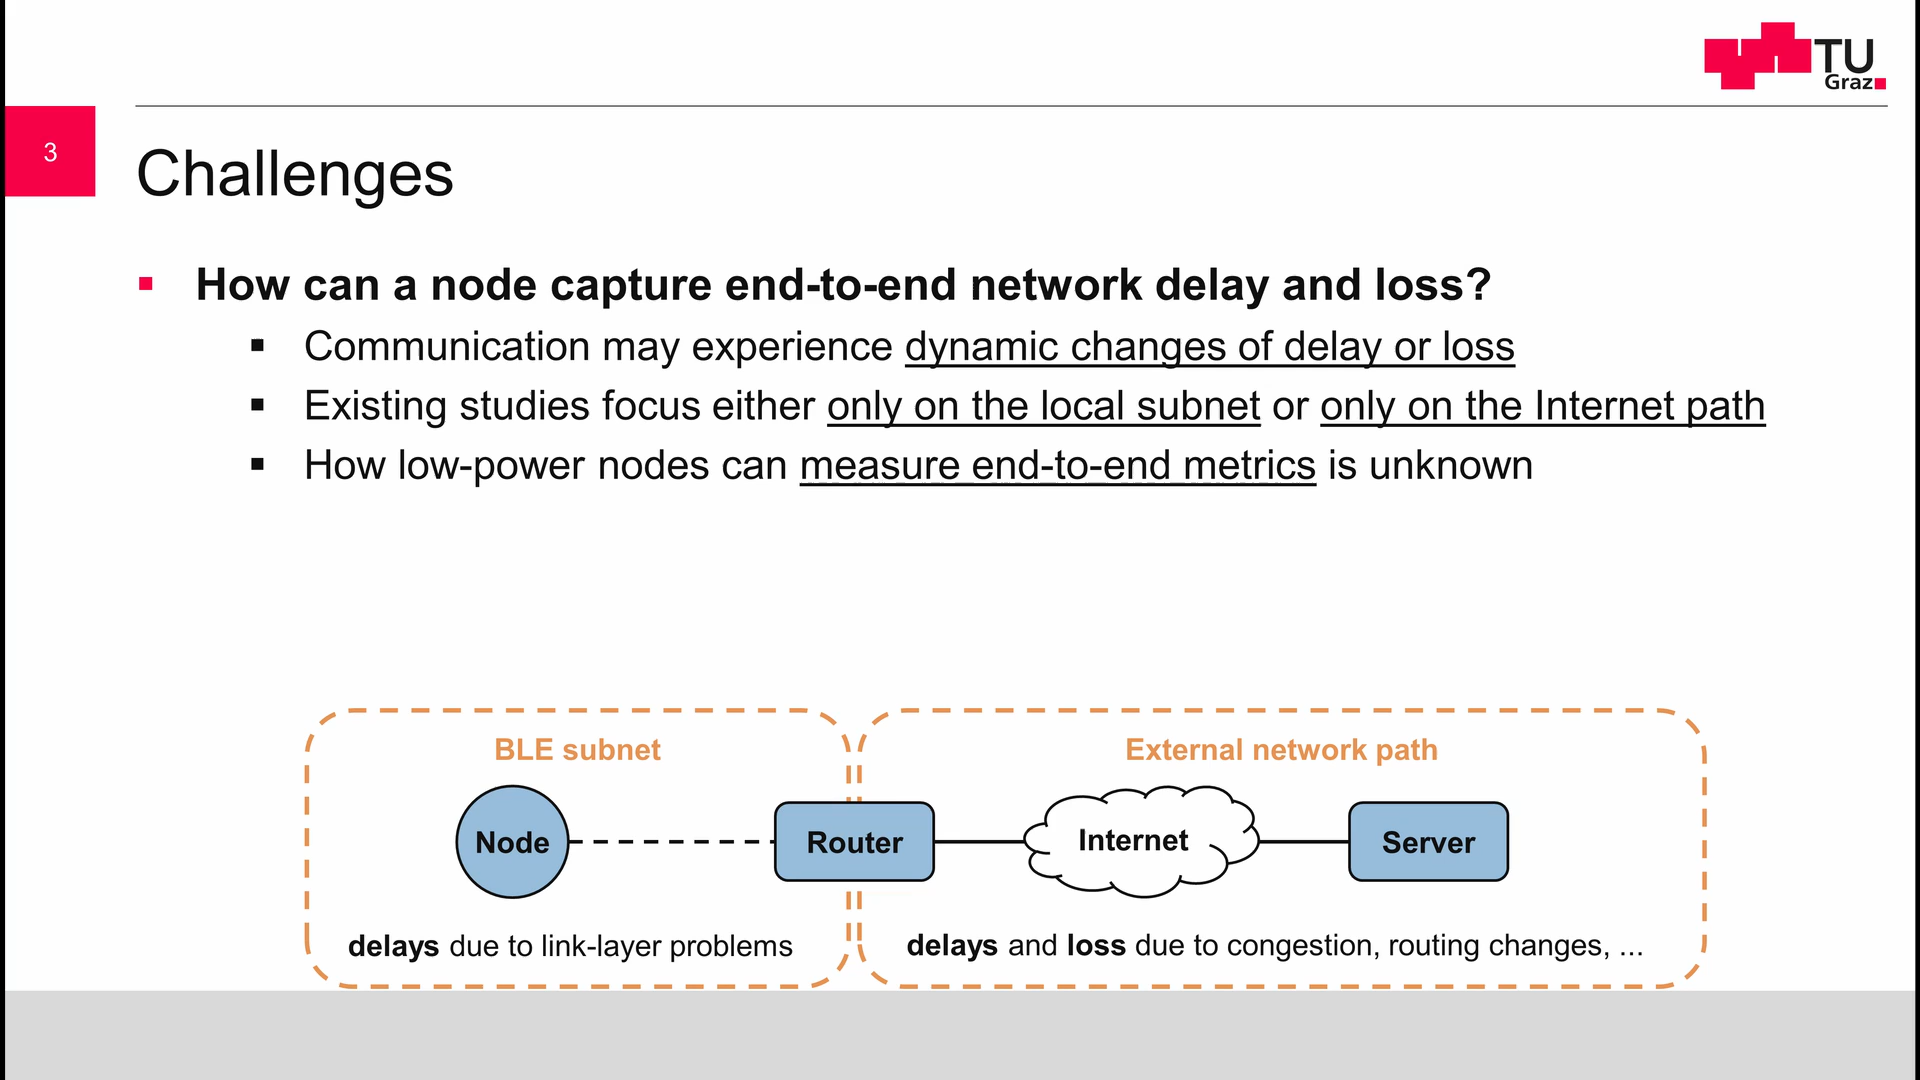 TU
Graz
3
Challenges
How can a node capture end-to-end network delay and loss?
Communication may experience dynamic changes of delay or loss
Existing studies focus either only on the local subnet or only on the Internet path
How low-power nodes can measure end-to-end metrics is unknown
BLE subnet
External network path
Node
Router
Internet
Server
delays due to link-layer problems
delays and loss due to congestion, routing changes, ...